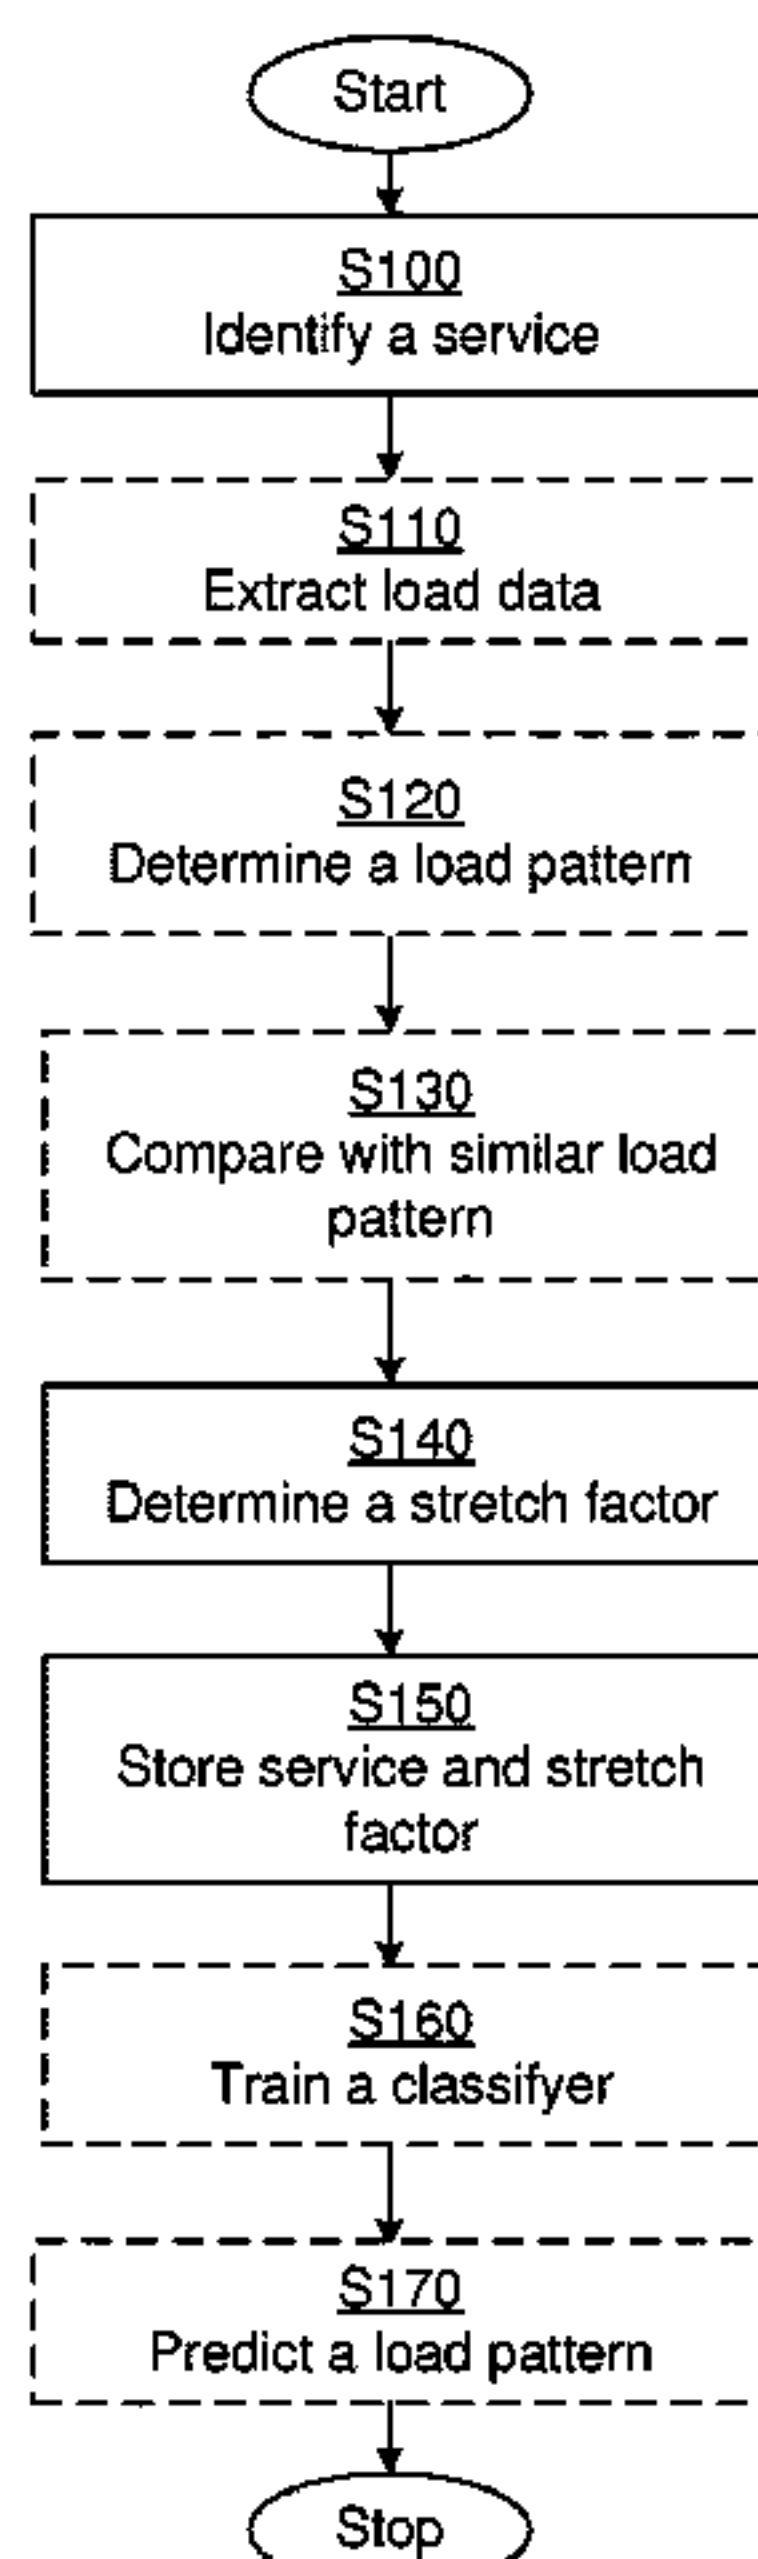 Start
S100
Identify a service
S110
Extract load data
S120
Determine a load pattern
S130
Compare with similar load
pattern
S140
Determine a stretch factor
S150
Store service and stretch
factor
S160
Train a classifyer
S170
Predict a load pattern
Stop